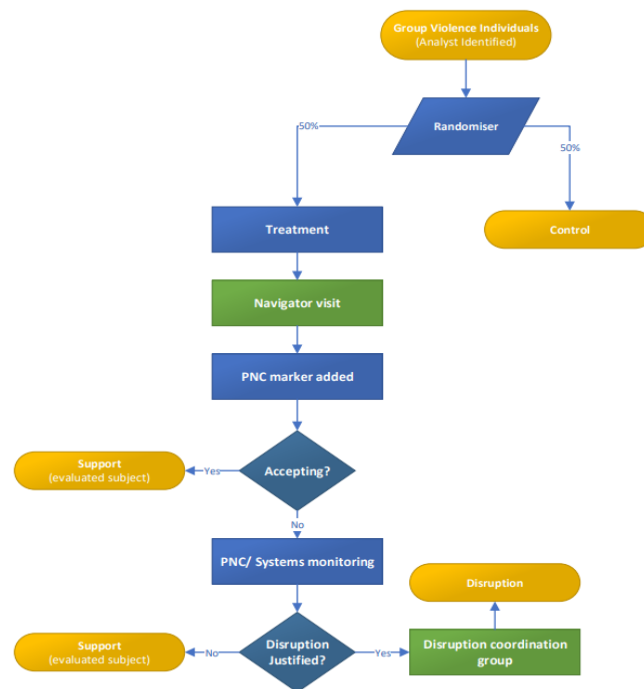 Group Violence Individuals
(Analyst Identified)
50%
Randomiser
50%
Treatment
Control
Navigator visit
PNC marker added
Support
(evaluated subject)
Yes
Accepting?
No
PNC/ Systems monitoring
Disruption
Support
(evaluated subject)
No
Disruption
Justified?
Yes
Disruption coordination
group